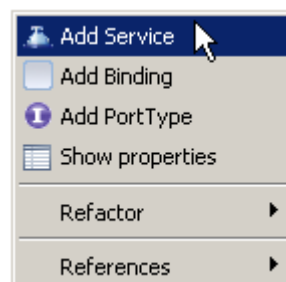 Add Service
Add Binding
Add PortType
Show properties
Refactor
References